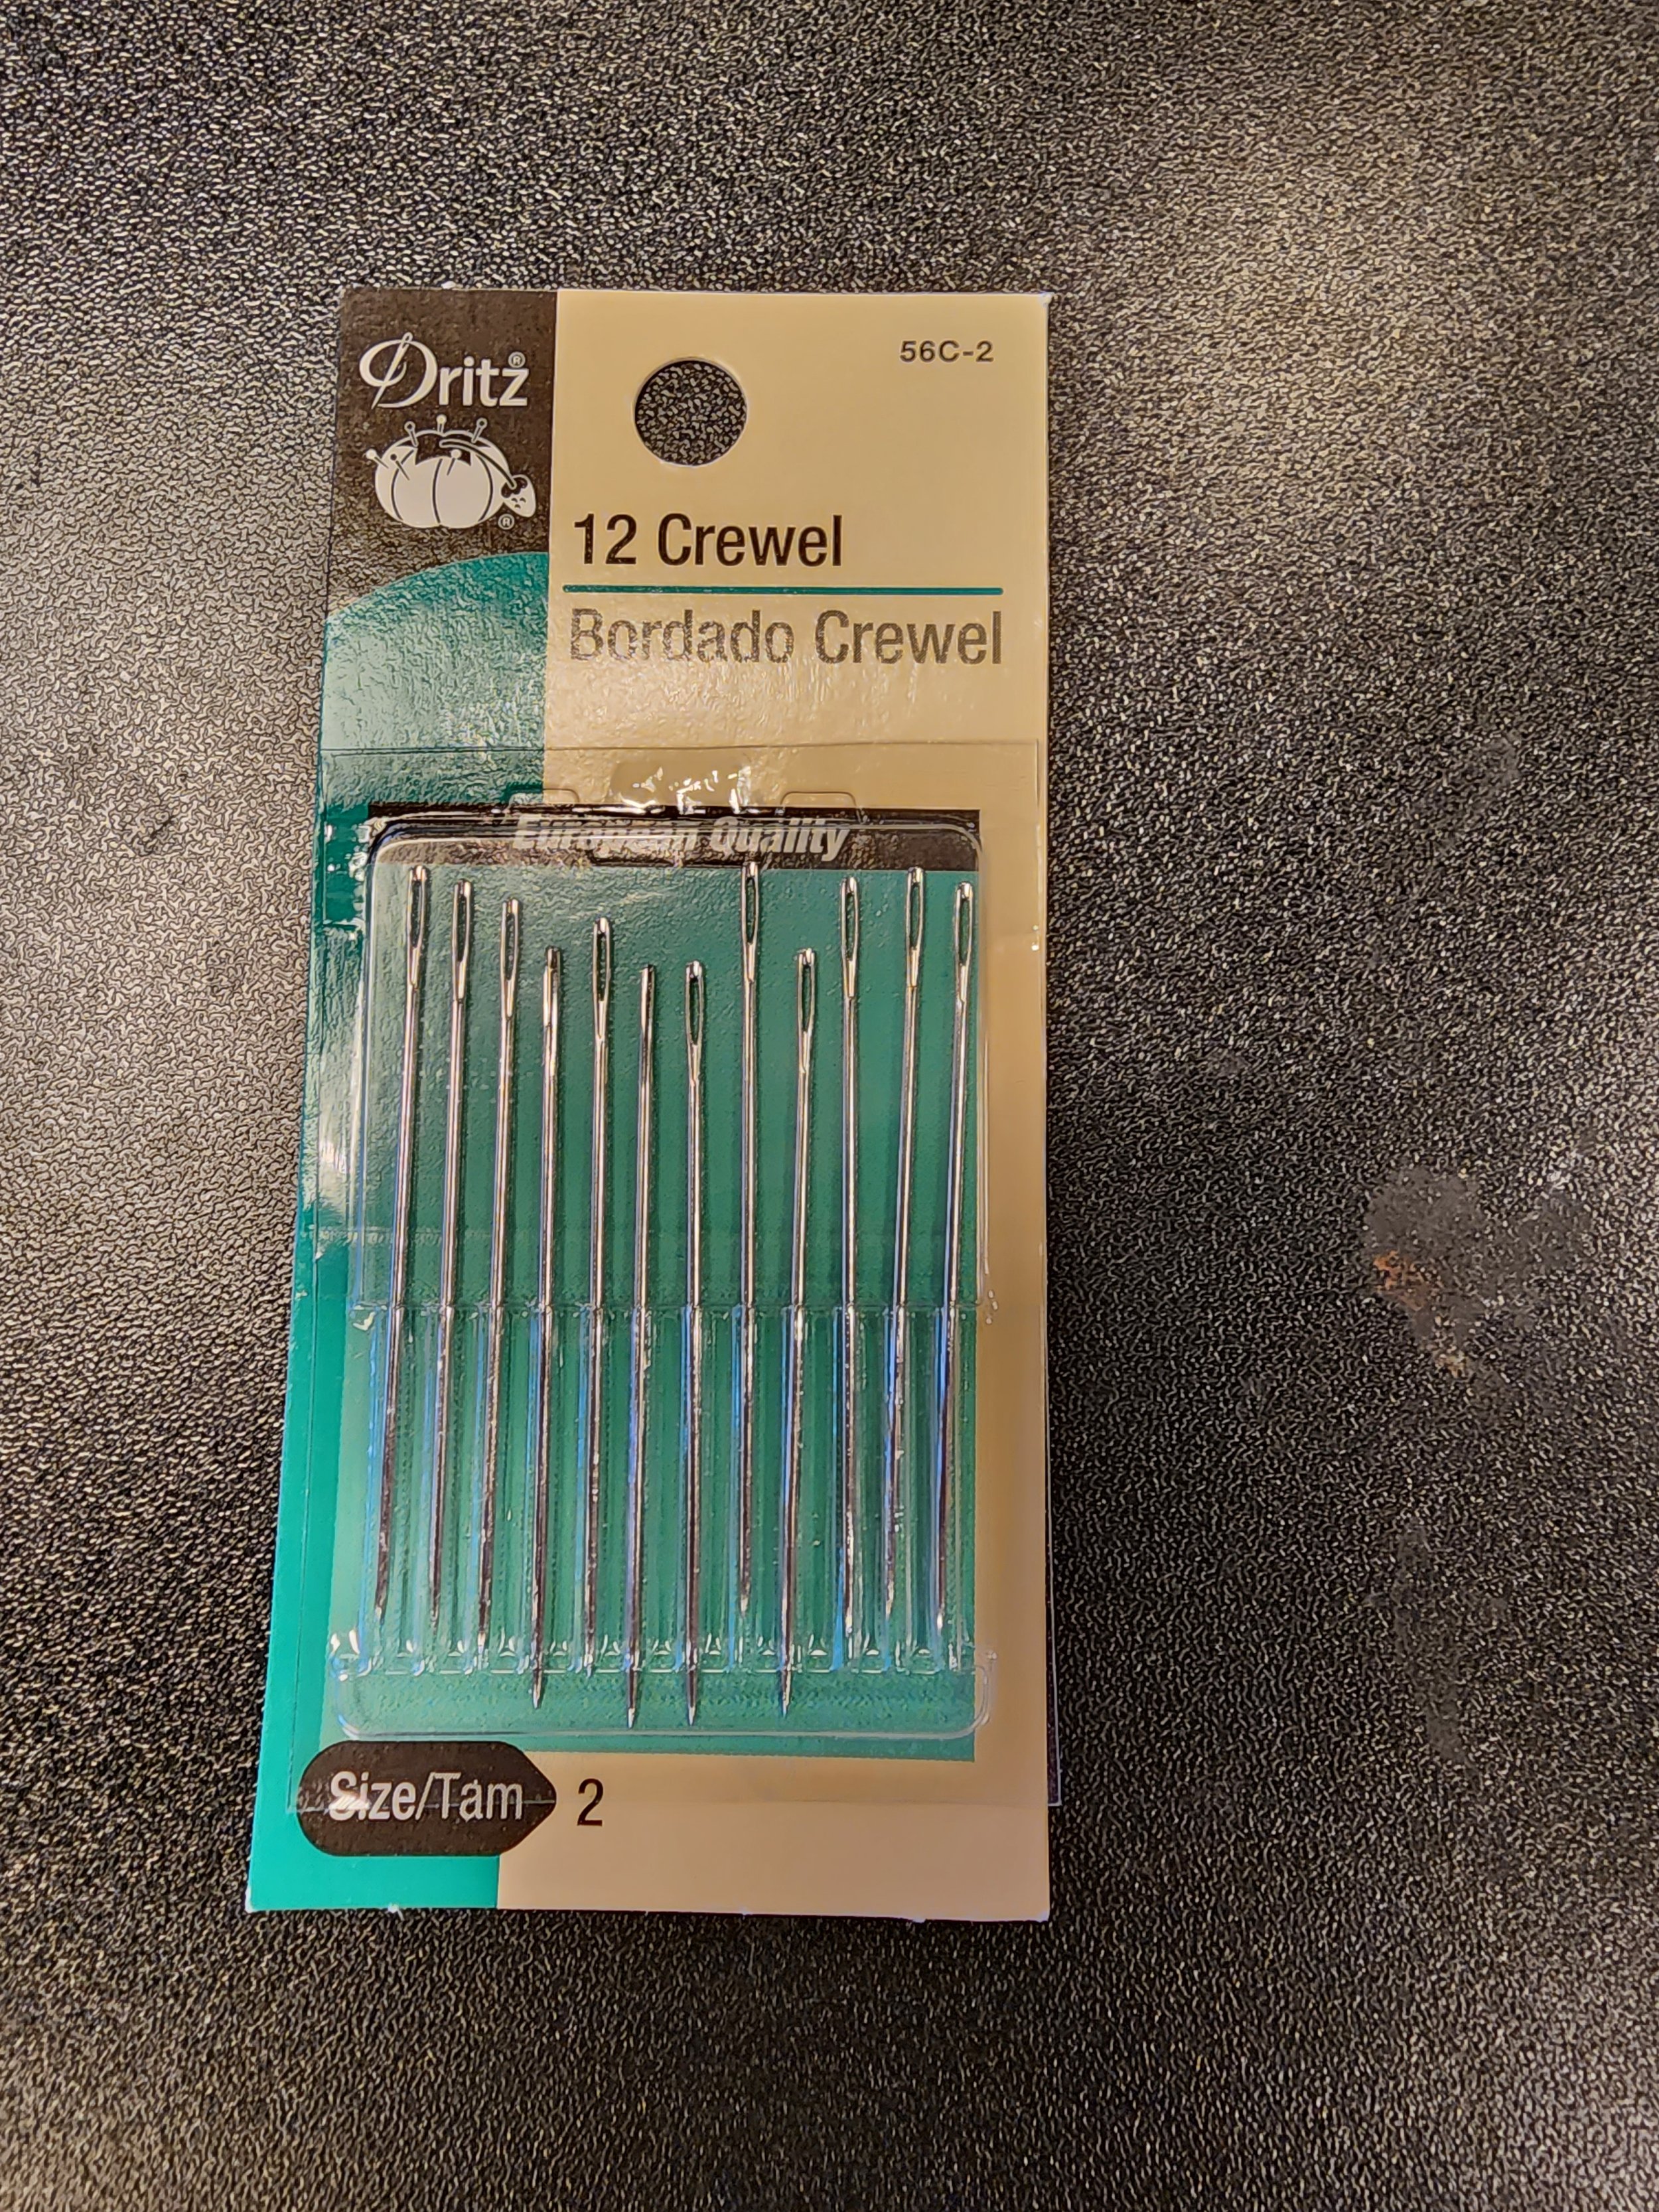 Dritz®
®
56C-2
12 Crewel
Bordado Crewel
European Quality
Size/Tam 2